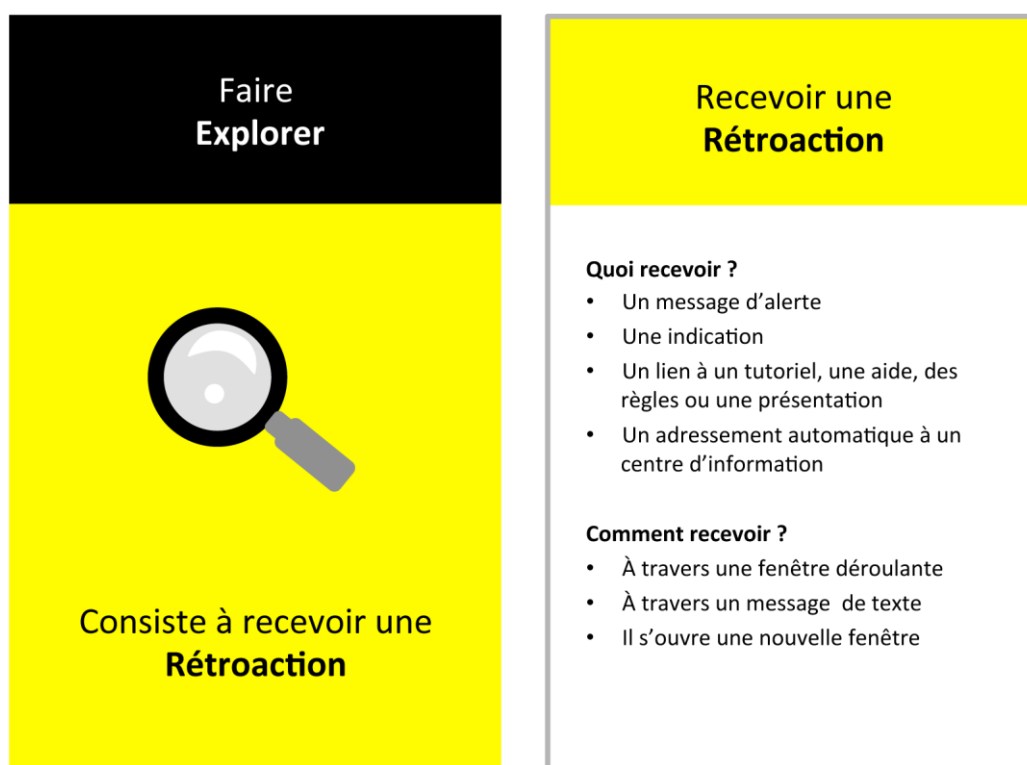 Faire
Explorer
Consiste à recevoir une
Rétroaction
Recevoir une
Rétroaction
Quoi recevoir ?
• Un message d’alerte
• Une indication
• Un lien à un tutoriel, une aide, des
règles ou une présentation
• Un adressement automatique à un
centre d’information
Comment recevoir ?
• À travers une fenêtre déroulante
• À travers un message  de texte
• Il s’ouvre une nouvelle fenêtre